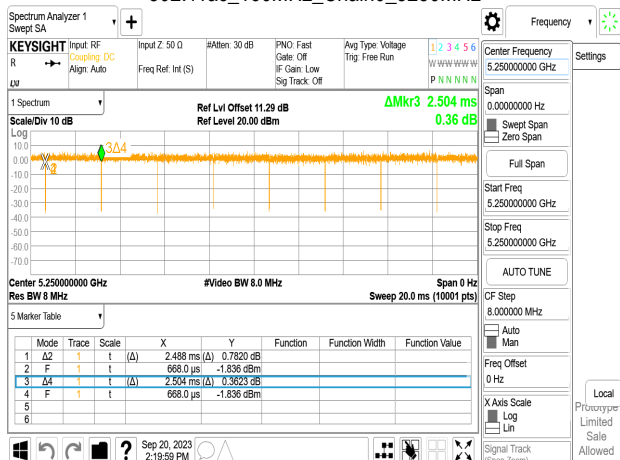 Spectrum Analyzer 1
Swept SA
Frequency
KEYSIGHT
R
Input: RF
Coupling: DC
Align: Auto
Input Z: 50 Ω
Freq Ref: Int (S)
#Atten: 30 dB
PNO: Fast
Gate: Off
IF Gain: Low
Sig Track: Off
Avg Type: Voltage
Trig: Free Run
1 2 3 4 5 6
W W W W W W
P N N N N N
Center Frequency
5.250000000 GHz
Settings
1 Spectrum
Scale/Div 10 dB
Ref Lvl Offset 11.29 dB
Ref Level 20.00 dBm
ΔMkr3 2.504 ms
0.36 dB
Span
0.00000000 Hz
Swept Span
Zero Span
Full Span
Start Freq
5.250000000 GHz
Stop Freq
5.250000000 GHz
AUTO TUNE
CF Step
8.000000 MHz
Auto
Man
Freq Offset
0 Hz
X Axis Scale
Log
Lin
Signal Track
Local
Prototype
Limited
Sale
Allowed
Log
10.0
0.00
-10.0
-20.0
-30.0
-40.0
-50.0
-60.0
-70.0
3Δ4
Center 5.250000000 GHz
Res BW 8 MHz
#Video BW 8.0 MHz
Span 0 Hz
Sweep 20.0 ms (10001 pts)
5 Marker Table
Mode Trace Scale X Y Function Function Width Function Value
1 Δ2 1 t (Δ) 2.488 ms (Δ) 0.7820 dB
2 F 1 t 668.0 µs -1.836 dBm
3 Δ4 1 t (Δ) 2.504 ms (Δ) 0.3623 dB
4 F 1 t 668.0 µs -1.836 dBm
5
6
Sep 20, 2023
2:19:59 PM